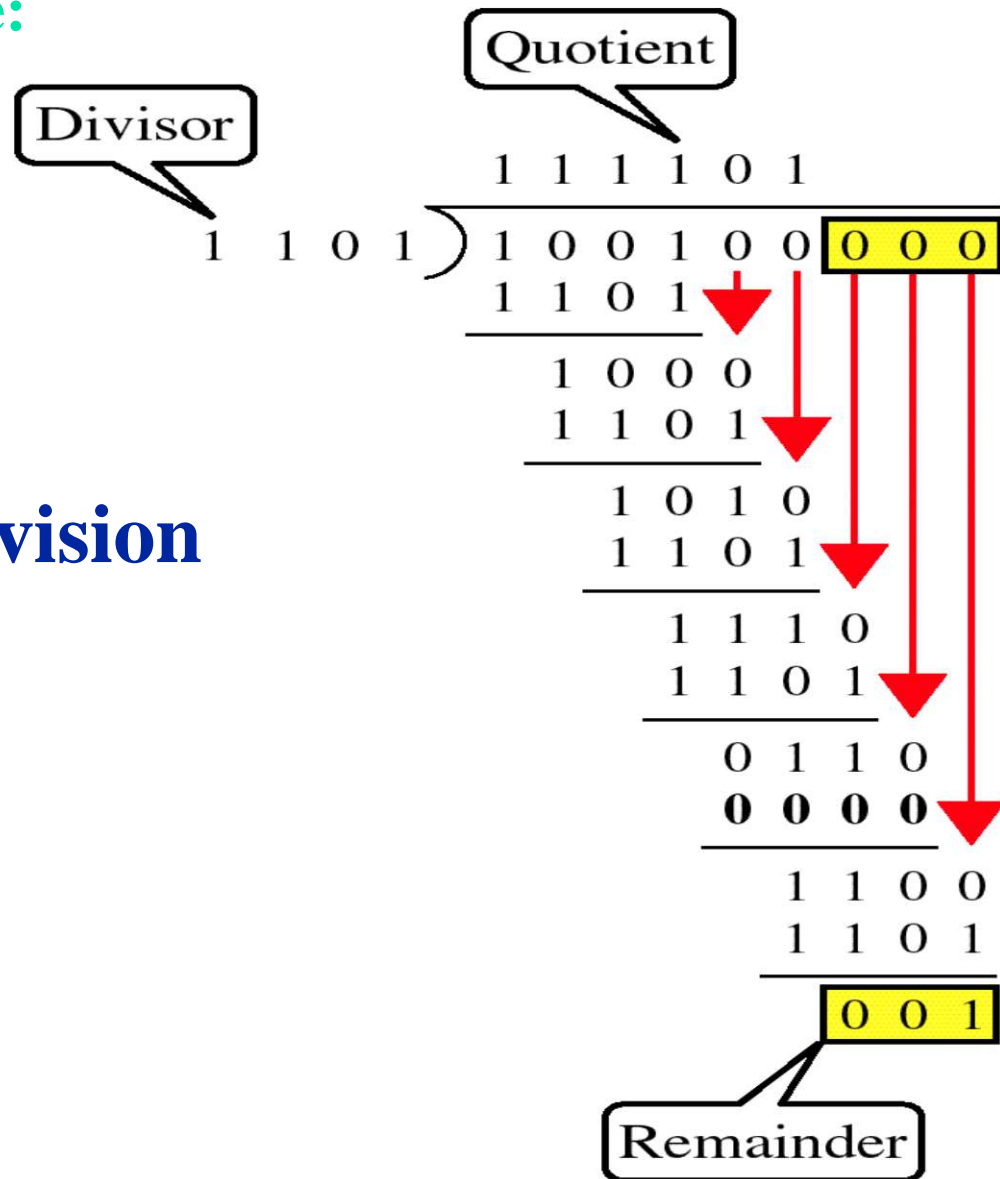 e:
Quotient
Divisor
1 1 1 1 0 1
1 1 0 1 ) 1 0 0 1 0 0 0 0 0
1 1 0 1
1 0 0 0
1 1 0 1
1 0 1 0
vision
1 1 0 1
1 1 1 0
1 1 0 1
0 1 1 0
0 0 0 0
1 1 0 0
1 1 0 1
0 0 1
Remainder